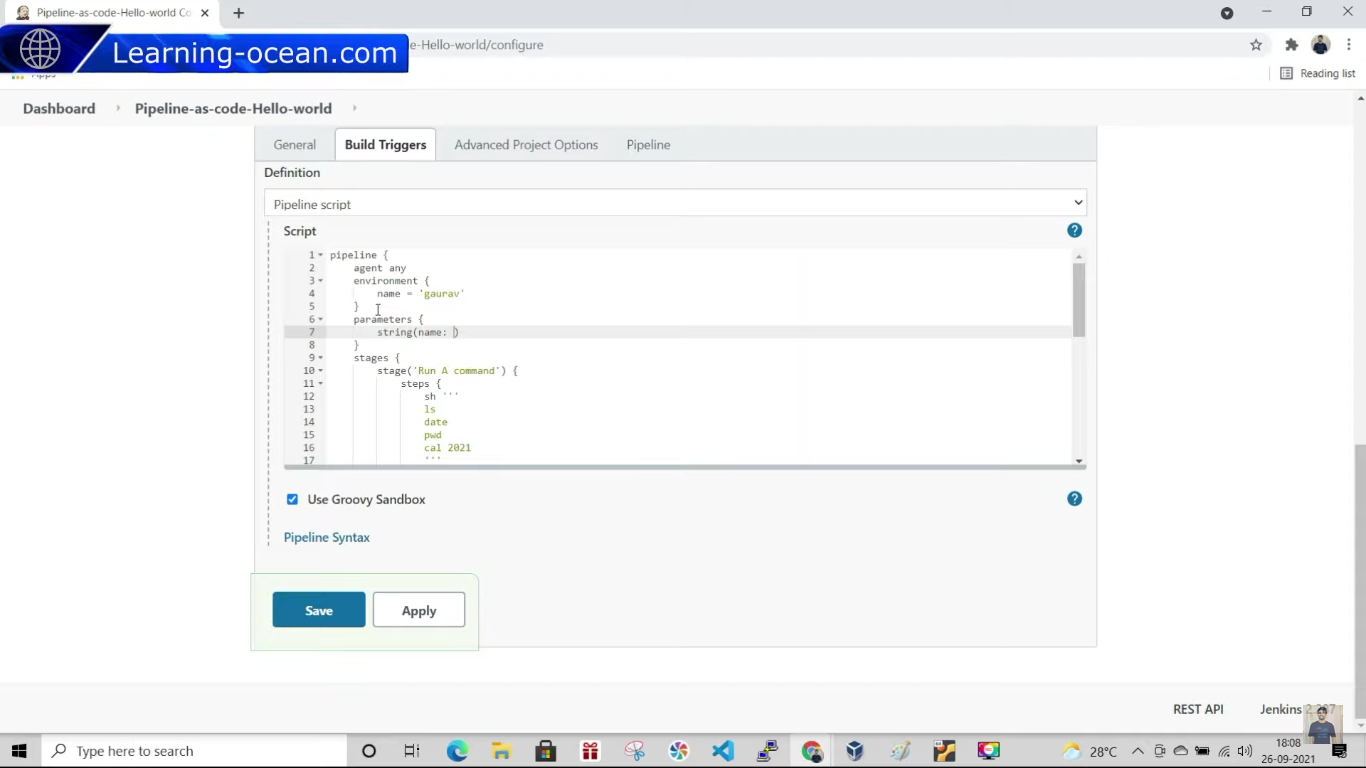 Pipeline-as-code-Hello-world Co
Learning-ocean.com
e-Hello-world/configure
Reading list
Dashboard
Pipeline-as-code-Hello-world
General
Build Triggers
Advanced Project Options
Pipeline
Definition
Pipeline script
Script
1 pipeline {
2 agent any
3 environment {
4 name = 'gaurav'
5 }
6 parameters {
7 string(name: )
8 }
9 stages {
10 stage('Run A command') {
11 steps {
12 sh '''
13 ls
14 date
15 pwd
16 cal 2021
17 '''
Use Groovy Sandbox
Pipeline Syntax
Save
Apply
REST API
Jenkins
Type here to search
28°C
18:08
26-09-2021